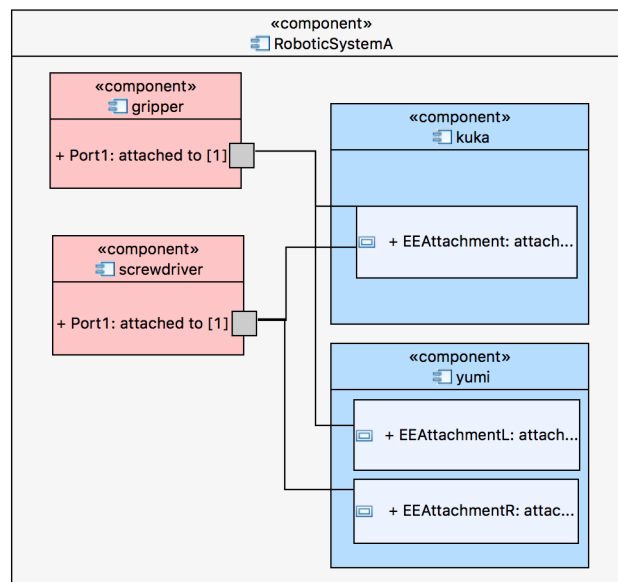 «component»
RoboticSystemA
«component»
gripper
+ Port1: attached to [1]
«component»
kuka
+ EEAttachment: attach...
«component»
screwdriver
+ Port1: attached to [1]
«component»
yumi
+ EEAttachmentL: attach...
+ EEAttachmentR: attac...